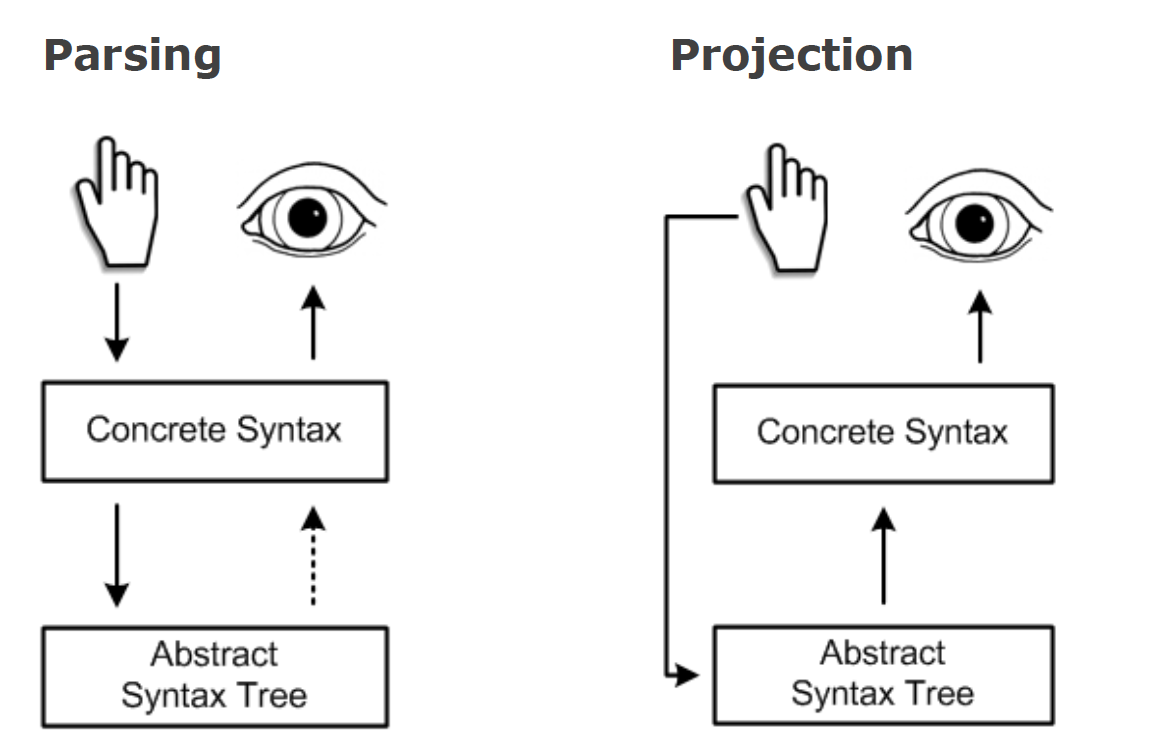 Parsing
Projection
Concrete Syntax
Concrete Syntax
Abstract
Syntax Tree
Abstract
Syntax Tree